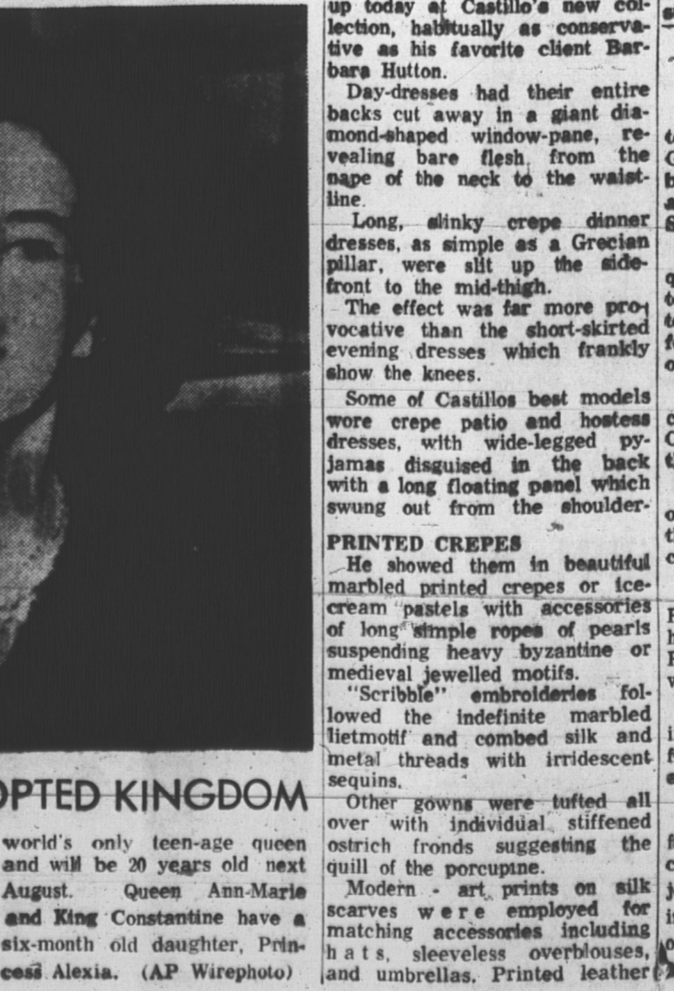 OPTED KINGDOM
world's only teen-age queen
and will be 20 years old next
August. Queen Ann-Marie
and King Constantine have a
six-month old daughter, Prin-
cess Alexia. (AP Wirephoto)
up today at Castillo's new col-
lection, habitually as conserva-
tive as his favorite client Bar-
bara Hutton.
Day-dresses had their entire
backs cut away in a giant dia-
mond-shaped window-pane, re-
vealing bare flesh from the
nape of the neck to the waist-
line.
Long, slinky crepe dinner
dresses, as simple as a Grecian
pillar, were slit up the side-
front to the mid-thigh.
The effect was far more pro-
vocative than the short-skirted
evening dresses which frankly
show the knees.
Some of Castillos best models
wore crepe patio and hostess
dresses, with wide-legged py-
jamas disguised in the back
with a long floating panel which
swung out from the shoulder-
PRINTED CREPES
He showed them in beautiful
marbled printed crepes or ice-
cream pastels with accessories
of long simple ropes of pearls
suspending heavy byzantine or
medieval jewelled motifs.
"Scribble" embroideries fol-
lowed the indefinite marbled
lietmotif and combed silk and
metal threads with irridescent
sequins.
Other gowns were tufted all
over with individual stiffened
ostrich fronds suggesting the
quill of the porcupine.
Modern - art prints on silk
scarves were employed for
matching accessories including
hats, sleeveless overblouses,
and umbrellas. Printed leather